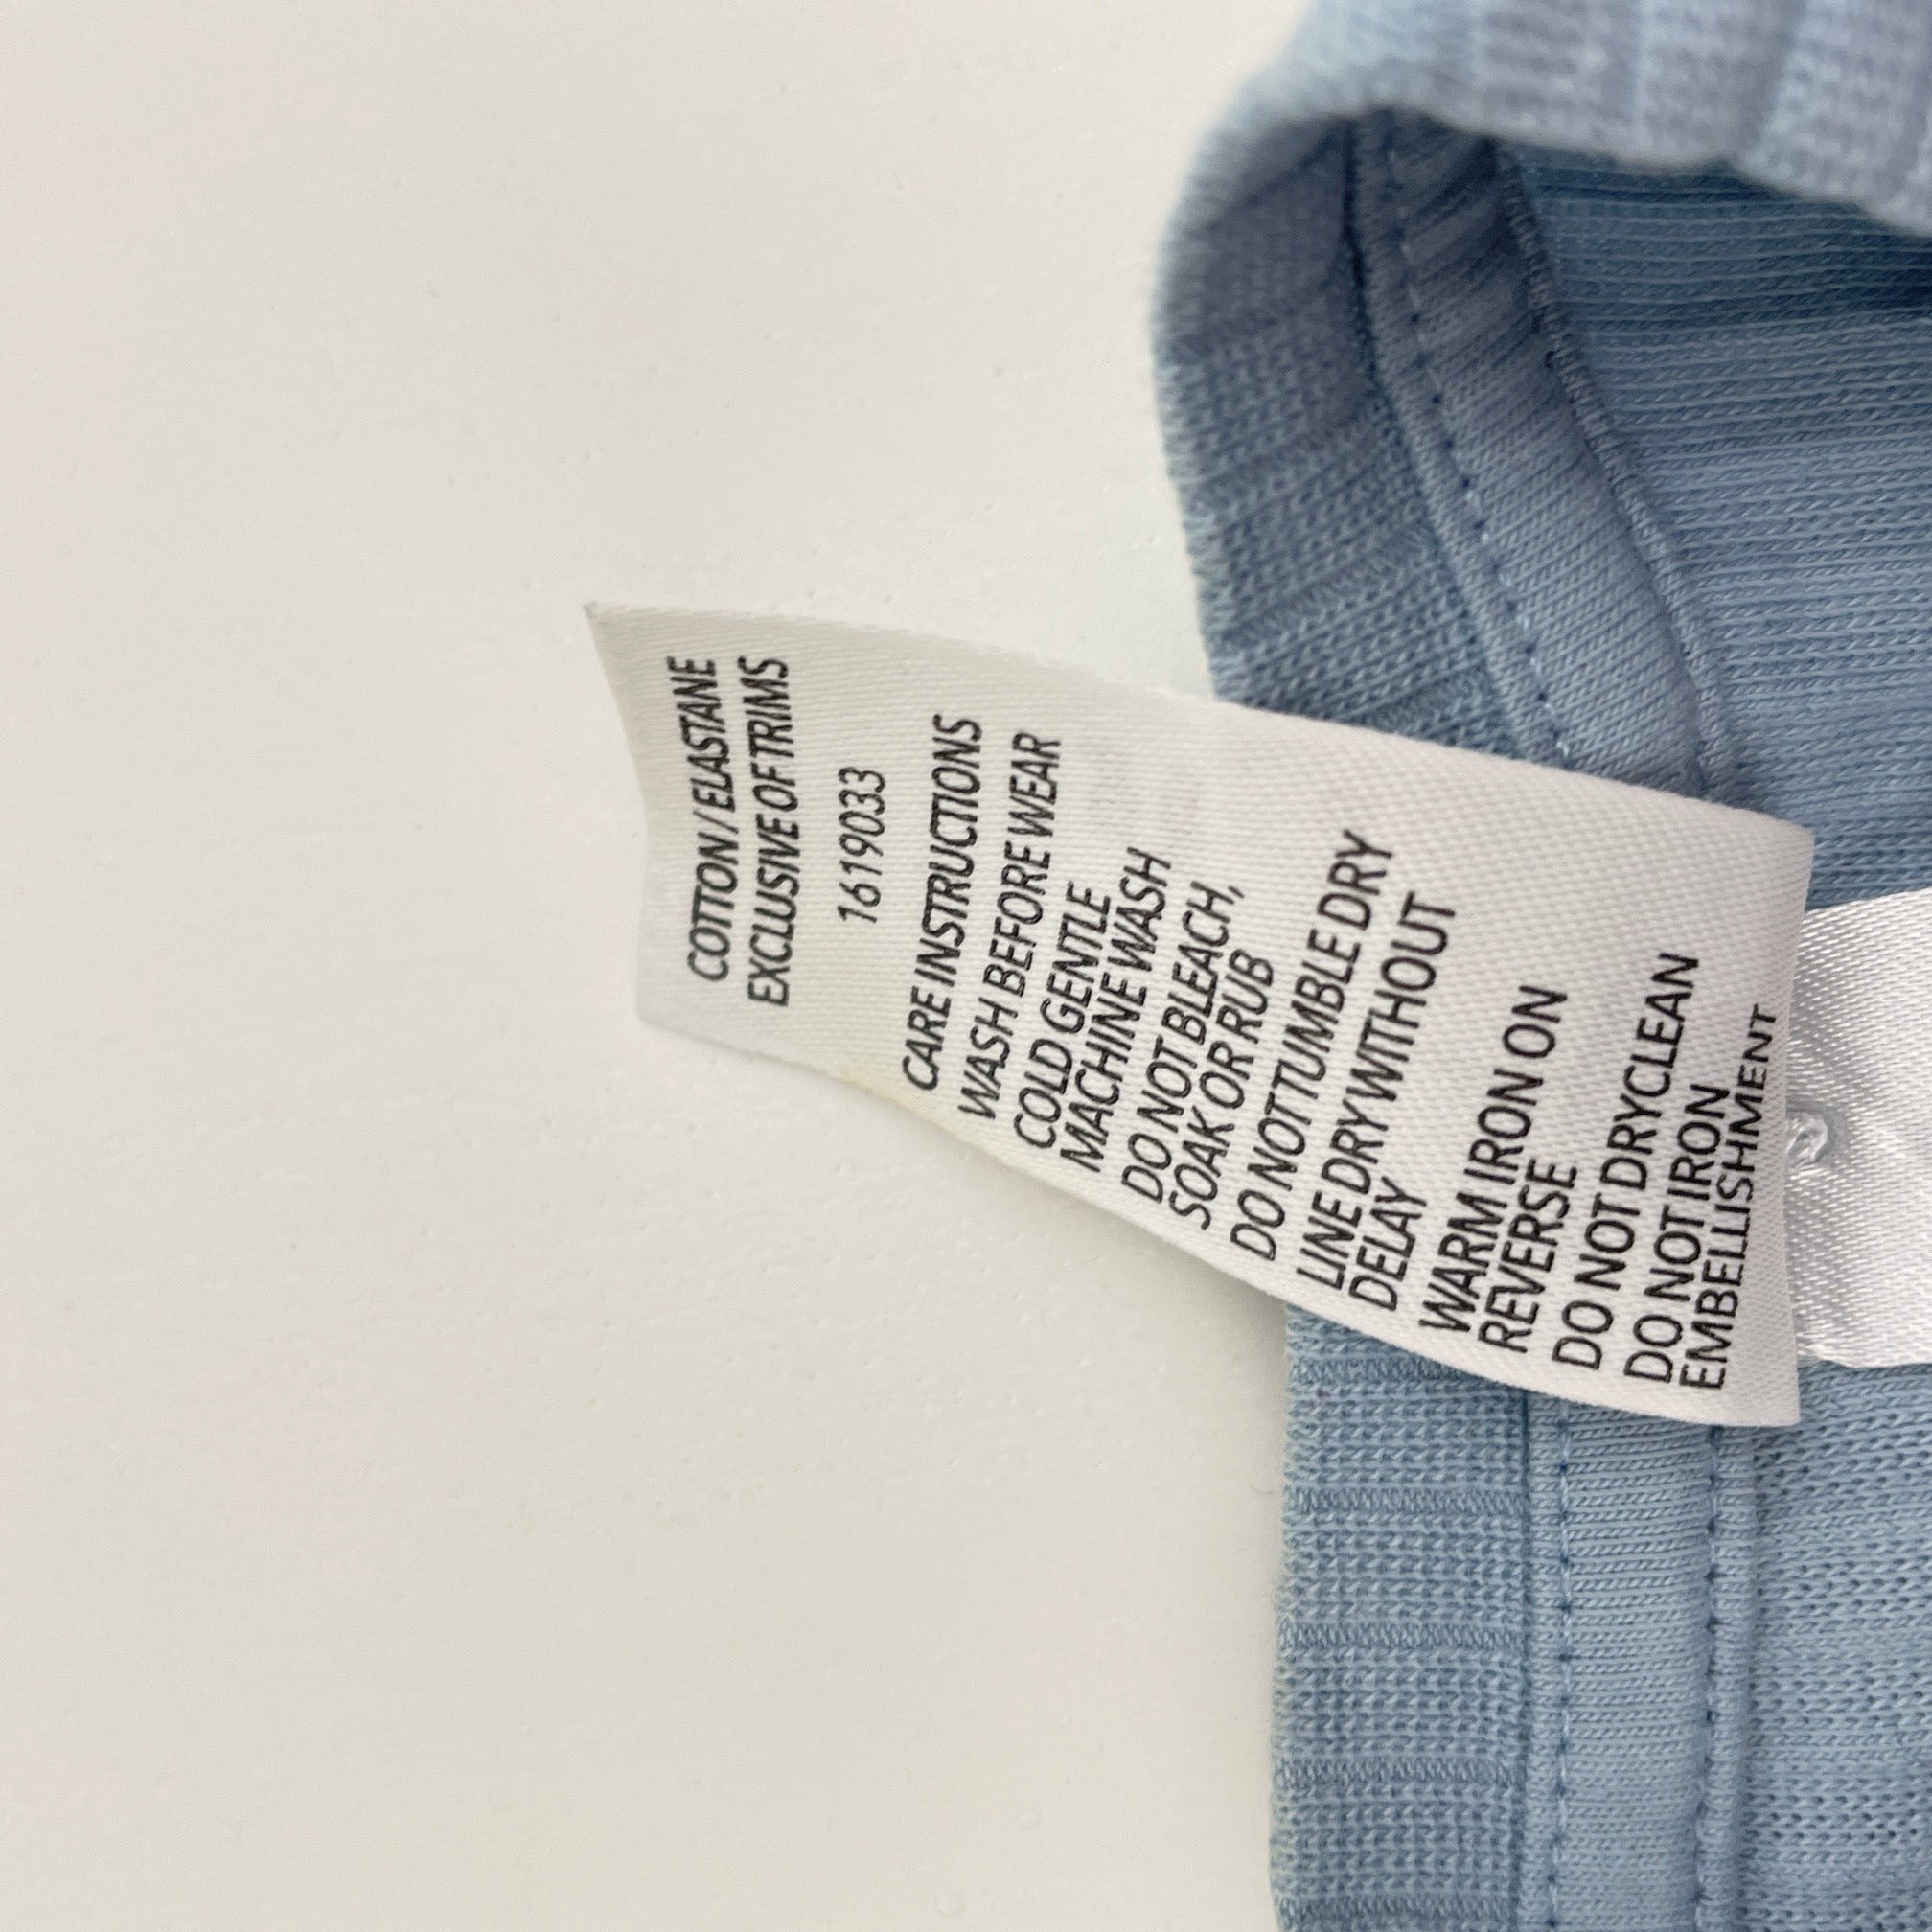 COTTON / ELASTANE
EXCLUSIVE OF TRIMS
1619033
CARE INSTRUCTIONS
WASH BEFORE WEAR
COLD GENTLE
MACHINE WASH
DO NOT BLEACH,
SOAK OR RUB
DO NOT TUMBLE DRY
LINE DRY WITHOUT
DELAY
WARM IRON ON
REVERSE
DO NOT DRYCLEAN
DO NOT IRON
EMBELLISHMENT